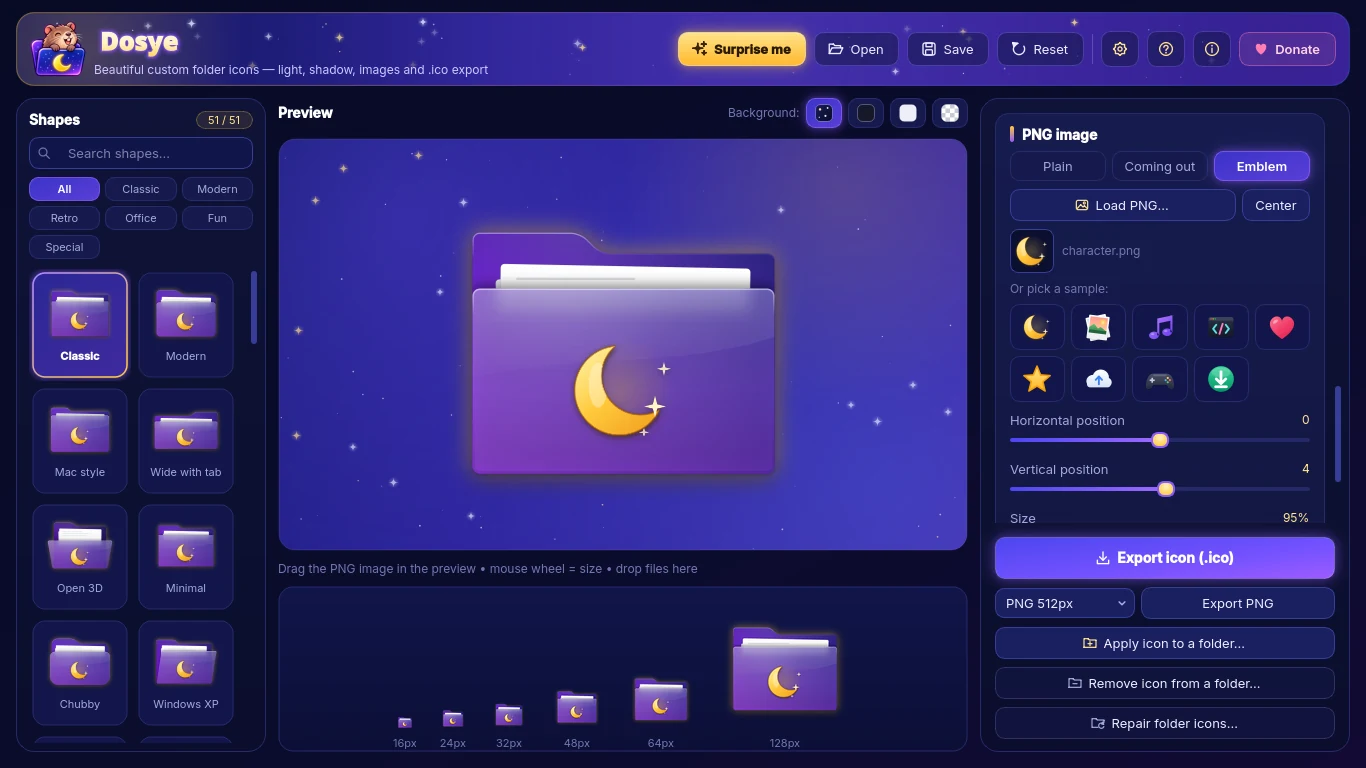 Dosye
Beautiful custom folder icons — light, shadow, images and .ico export
Surprise me
Open
Save
Reset
Donate
Shapes
51 / 51
Search shapes...
All
Classic
Modern
Retro
Office
Fun
Special
Classic
Modern
Mac style
Wide with tab
Open 3D
Minimal
Chubby
Windows XP
Preview
Background:
Drag the PNG image in the preview • mouse wheel = size • drop files here
16px
24px
32px
48px
64px
128px
PNG image
Plain
Coming out
Emblem
Load PNG...
Center
character.png
Or pick a sample:
Horizontal position
0
Vertical position
4
Size
95%
Export icon (.ico)
PNG 512px
Export PNG
Apply icon to a folder...
Remove icon from a folder...
Repair folder icons...